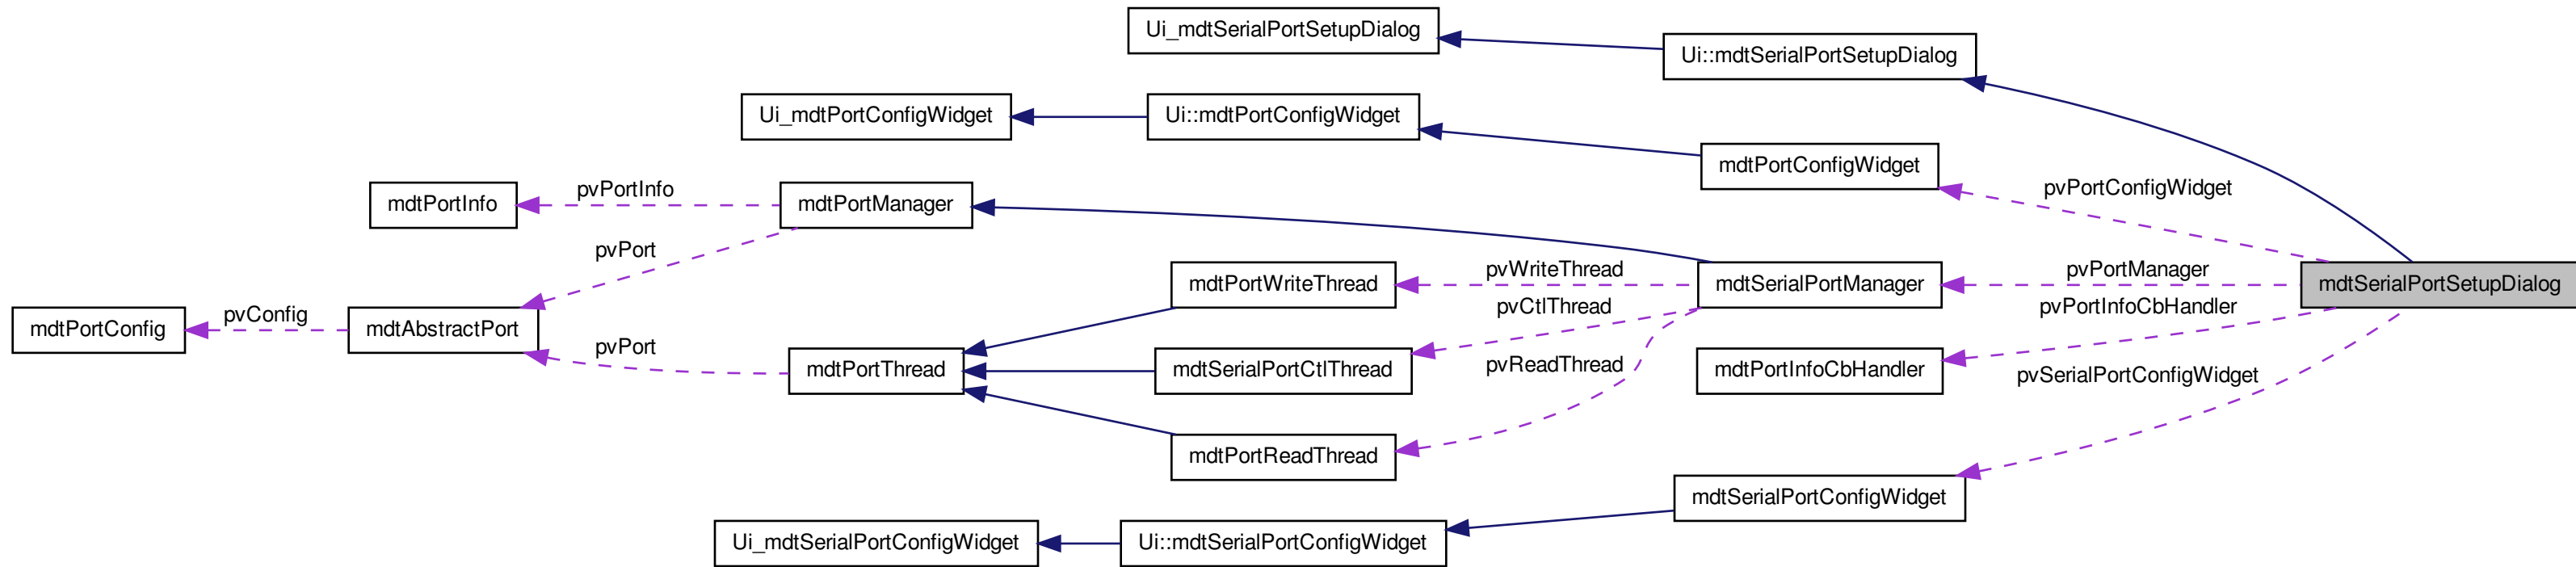 Ui_mdtSerialPortSetupDialog
Ui::mdtSerialPortSetupDialog
Ui_mdtPortConfigWidget
Ui::mdtPortConfigWidget
mdtPortConfigWidget
pvPortConfigWidget
mdtPortInfo
pvPortInfo
mdtPortManager
pvPort
pvWriteThread
pvPortManager
mdtPortWriteThread
mdtSerialPortManager
mdtSerialPortSetupDialog
pvCtlThread
pvPortInfoCbHandler
mdtPortConfig
pvConfig
mdtAbstractPort
pvPort
mdtPortThread
mdtSerialPortCtlThread
pvReadThread
mdtPortInfoCbHandler
pvSerialPortConfigWidget
mdtPortReadThread
mdtSerialPortConfigWidget
Ui_mdtSerialPortConfigWidget
Ui::mdtSerialPortConfigWidget